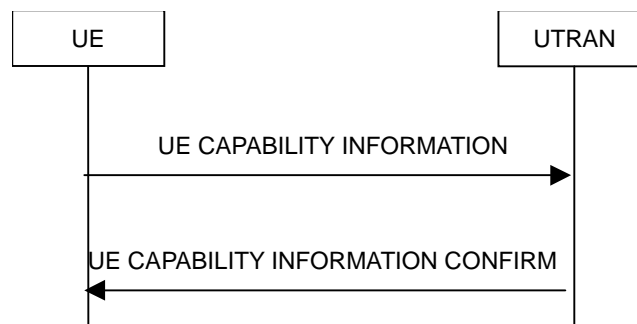 UE
UTRAN
UE CAPABILITY INFORMATION
UE CAPABILITY INFORMATION CONFIRM